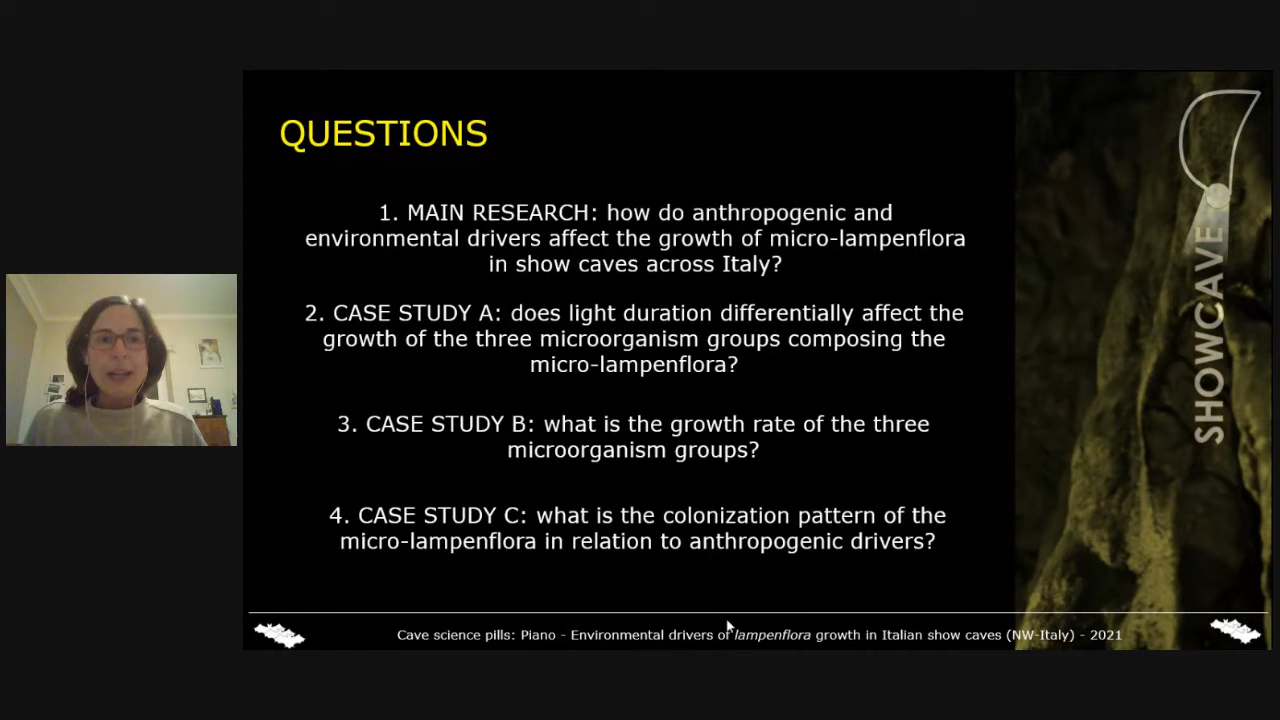 QUESTIONS
1. MAIN RESEARCH: how do anthropogenic and
environmental drivers affect the growth of micro-lampenflora
in show caves across Italy?
2. CASE STUDY A: does light duration differentially affect the
growth of the three microorganism groups composing the
micro-lampenflora?
3. CASE STUDY B: what is the growth rate of the three
microorganism groups?
4. CASE STUDY C: what is the colonization pattern of the
micro-lampenflora in relation to anthropogenic drivers?
SHOWCAVE
Cave science pills: Piano - Environmental drivers of lampenflora growth in Italian show caves (NW-Italy) - 2021